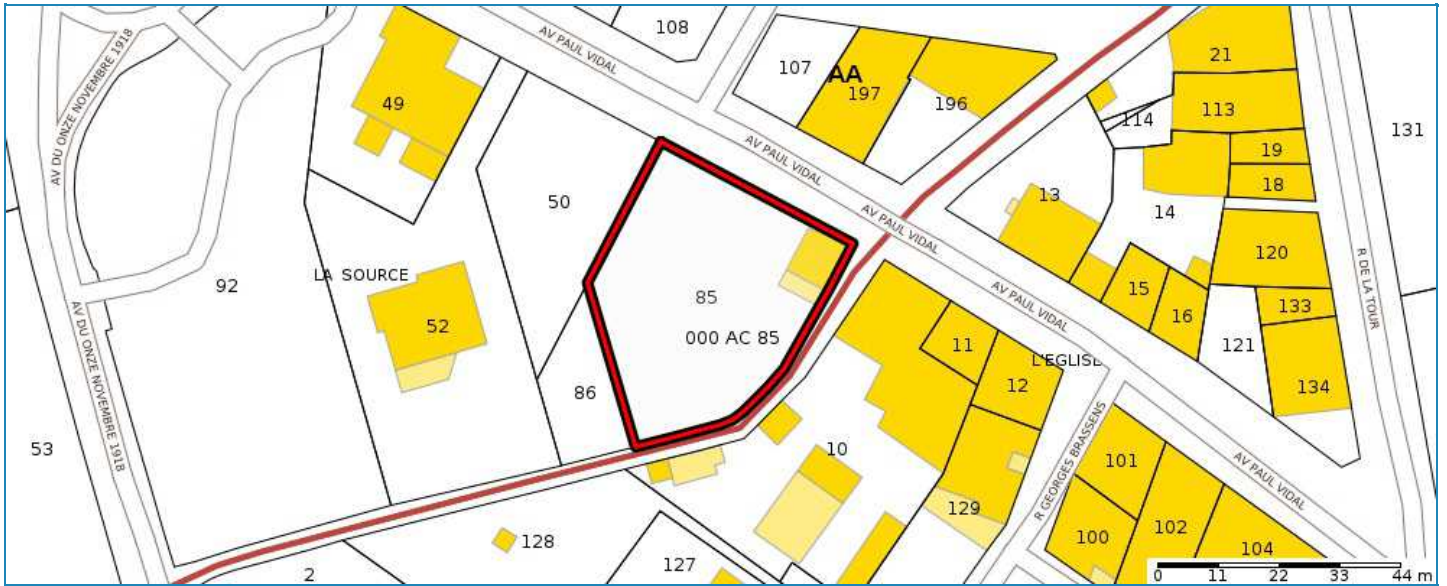 108
AV PAUL VIDAL
AV DU ONZE NOVEMBRE 1918
21
107
AA
197
196
49
113
114
131
19
18
AV PAUL VIDAL
13
50
14
AV PAUL VIDAL
120
LA SOURCE
92
R DE LA TOUR
15
85
AV PAUL VIDAL
133
16
52
000 AC 85
11
121
L'EGLISE
12
134
86
AV DU ONZE NOVEMBRE 1918
53
10
101
R GEORGES BRASSENS
AV PAUL VIDAL
129
102
100
128
104
127
2
0 11 22 33 44 m